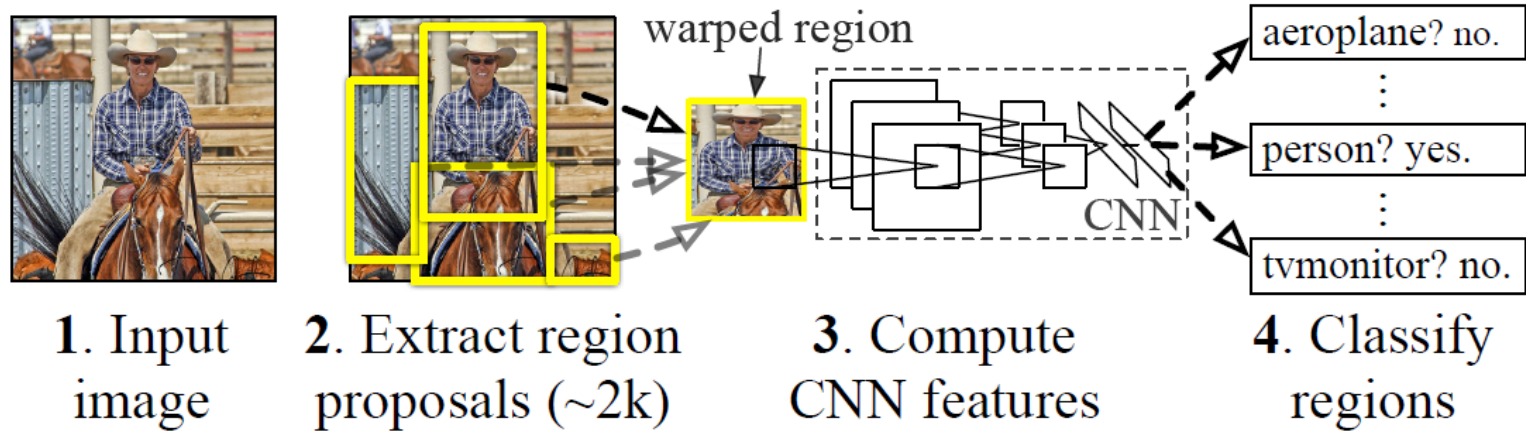 warped region
aeroplane? no.
⋮
person? yes.
CNN
⋮
tvmonitor? no.
1. Input
image
2. Extract region
proposals (~2k)
3. Compute
CNN features
4. Classify
regions